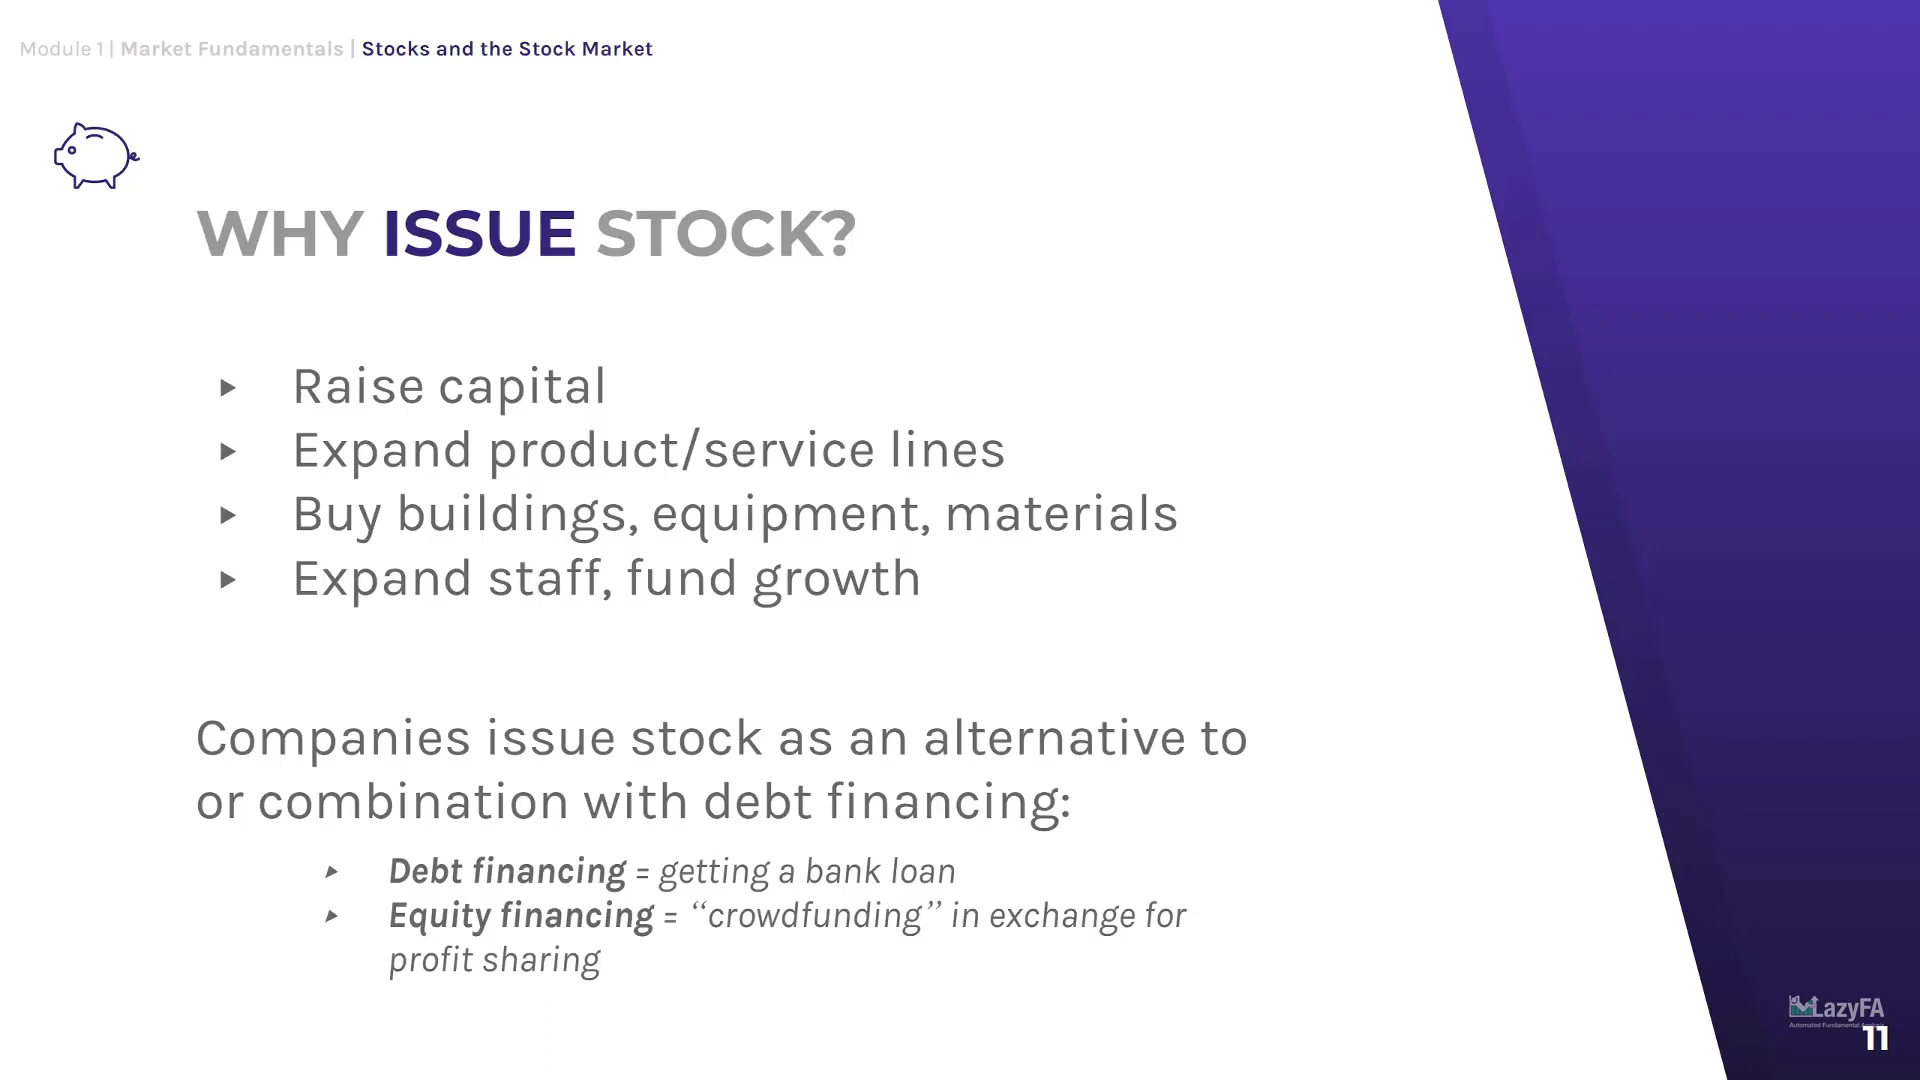 Module 1 | Market Fundamentals | Stocks and the Stock Market
WHY ISSUE STOCK?
▸ Raise capital
▸ Expand product/service lines
▸ Buy buildings, equipment, materials
▸ Expand staff, fund growth
Companies issue stock as an alternative to
or combination with debt financing:
▸ Debt financing = getting a bank loan
▸ Equity financing = “crowdfunding” in exchange for
profit sharing
LazyFA
Automated Fundamental
11